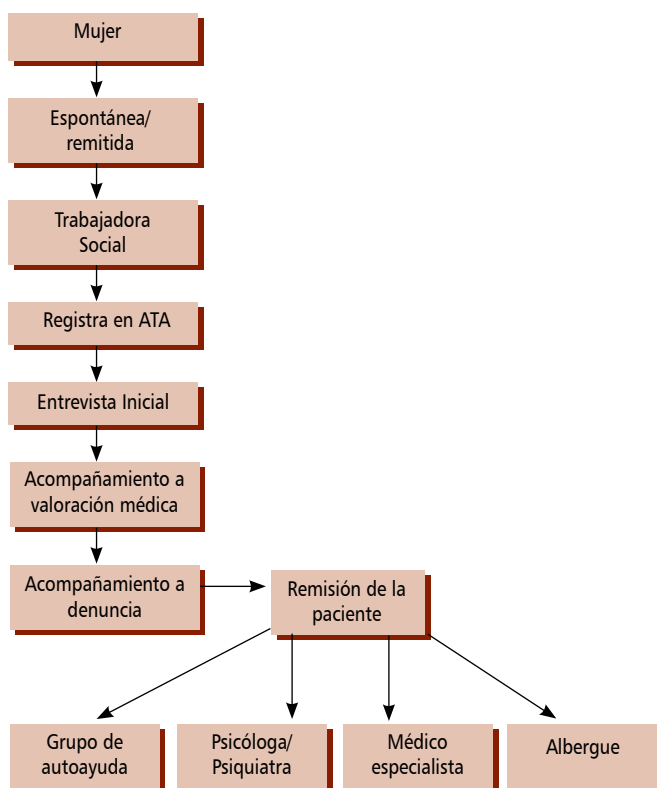 Mujer
Espontánea/
remitida
Trabajadora
Social
Registra en ATA
Entrevista Inicial
Acompañamiento a
valoración médica
Acompañamiento a
denuncia
Remisión de la
paciente
Grupo de
autoayuda
Psicóloga/
Psiquiatra
Médico
especialista
Albergue